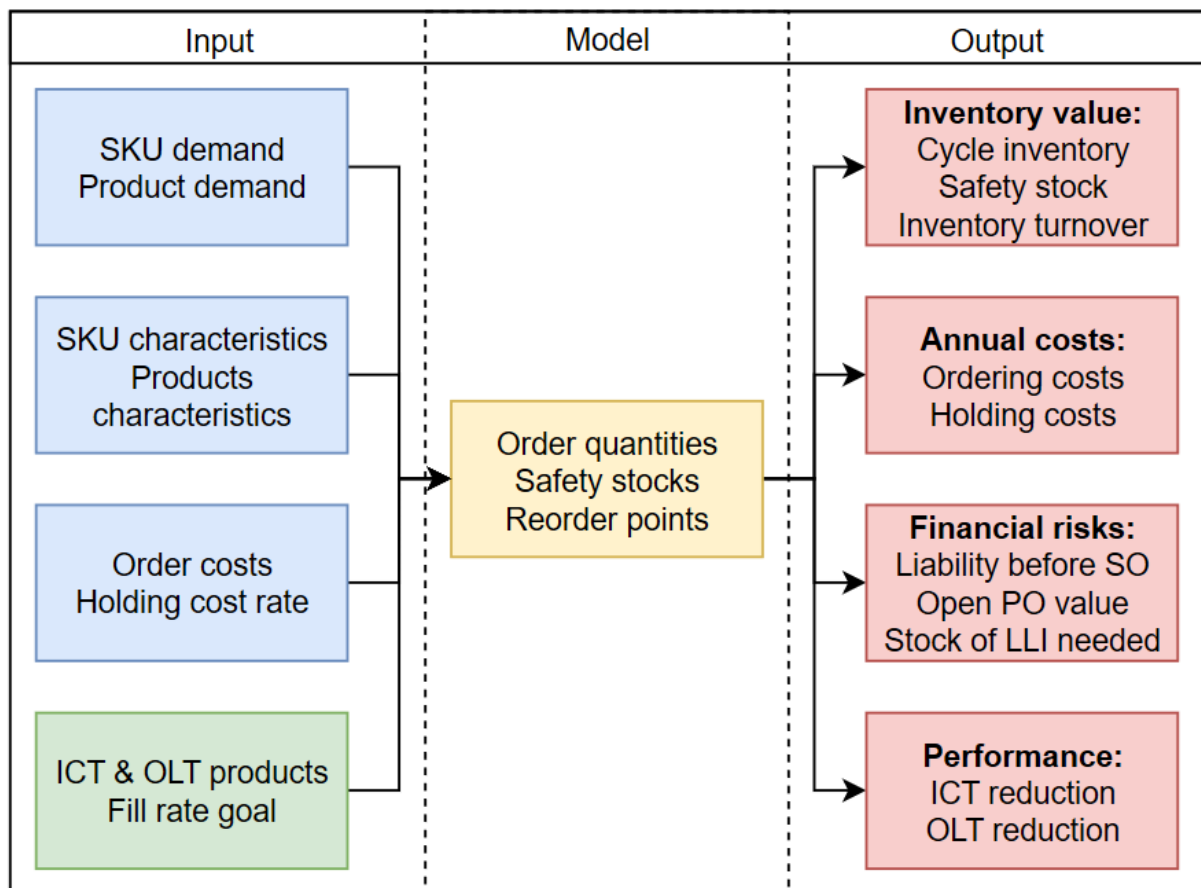 Input
Model
Output
SKU demand
Product demand
SKU characteristics
Products
characteristics
Order costs
Holding cost rate
ICT & OLT products
Fill rate goal
Order quantities
Safety stocks
Reorder points
Inventory value:
Cycle inventory
Safety stock
Inventory turnover
Annual costs:
Ordering costs
Holding costs
Financial risks:
Liability before SO
Open PO value
Stock of LLI needed
Performance:
ICT reduction
OLT reduction